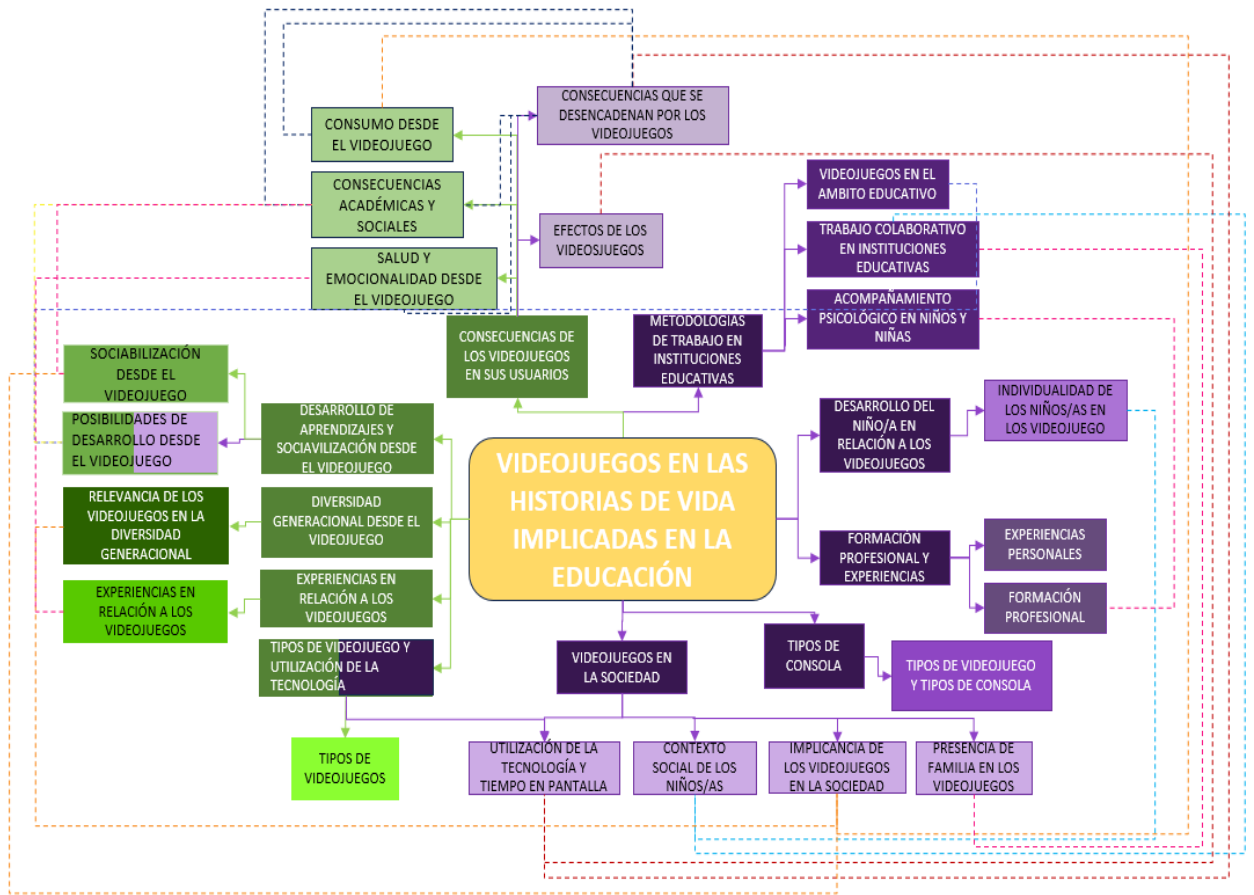 CONSECUENCIAS QUE SE
DESENCADENAN POR LOS
VIDEOJUEGOS
CONSUMO DESDE
EL VIDEOJUEGO
CONSECUENCIAS
ACADÉMICAS Y
SOCIALES
EFECTOS DE LOS
VIDEOSJUEGOS
SALUD Y
EMOCIONALIDAD DESDE
EL VIDEOJUEGO
VIDEOJUEGOS EN EL
AMBITO EDUCATIVO
TRABAJO COLABORATIVO
EN INSTITUCIONES
EDUCATIVAS
ACOMPAÑAMIENTO
PSICOLÓGICO EN NIÑOS Y
NIÑAS
CONSECUENCIAS DE
LOS VIDEOJUEGOS
EN SUS USUARIOS
METODOLOGIAS
DE TRABAJO EN
INSTITUCIONES
EDUCATIVAS
SOCIABILIZACIÓN
DESDE EL
VIDEOJUEGO
POSIBILIDADES DE
DESARROLLO DESDE
EL VIDEOJUEGO
DESARROLLO DE
APRENDIZAJES Y
SOCIAVILIZACIÓN DESDE
EL VIDEOJUEGO
DESARROLLO DEL
NIÑO/A EN
RELACIÓN A LOS
VIDEOJUEGOS
INDIVIDUALIDAD DE
LOS NIÑOS/AS EN
LOS VIDEOJUEGO
VIDEOJUEGOS EN LAS
HISTORIAS DE VIDA
IMPLICADAS EN LA
EDUCACIÓN
RELEVANCIA DE LOS
VIDEOJUEGOS EN LA
DIVERSIDAD
GENERACIONAL
DIVERSIDAD
GENERACIONAL DESDE EL
VIDEOJUEGO
FORMACIÓN
PROFESIONAL Y
EXPERIENCIAS
EXPERIENCIAS
PERSONALES
FORMACIÓN
PROFESIONAL
EXPERIENCIAS EN
RELACIÓN A LOS
VIDEOJUEGOS
EXPERIENCIAS EN
RELACIÓN A LOS
VIDEOJUEGOS
TIPOS DE VIDEOJUEGO Y
UTILIZACIÓN DE LA
TECNOLOGÍA
VIDEOJUEGOS EN
LA SOCIEDAD
TIPOS DE
CONSOLA
TIPOS DE VIDEOJUEGO
Y TIPOS DE CONSOLA
TIPOS DE
VIDEOJUEGOS
UTILIZACIÓN DE LA
TECNOLOGÍA Y
TIEMPO EN PANTALLA
CONTEXTO
SOCIAL DE LOS
NIÑOS/AS
IMPLICANCIA DE
LOS VIDEOJUEGOS
EN LA SOCIEDAD
PRESENCIA DE
FAMILIA EN LOS
VIDEOJUEGOS